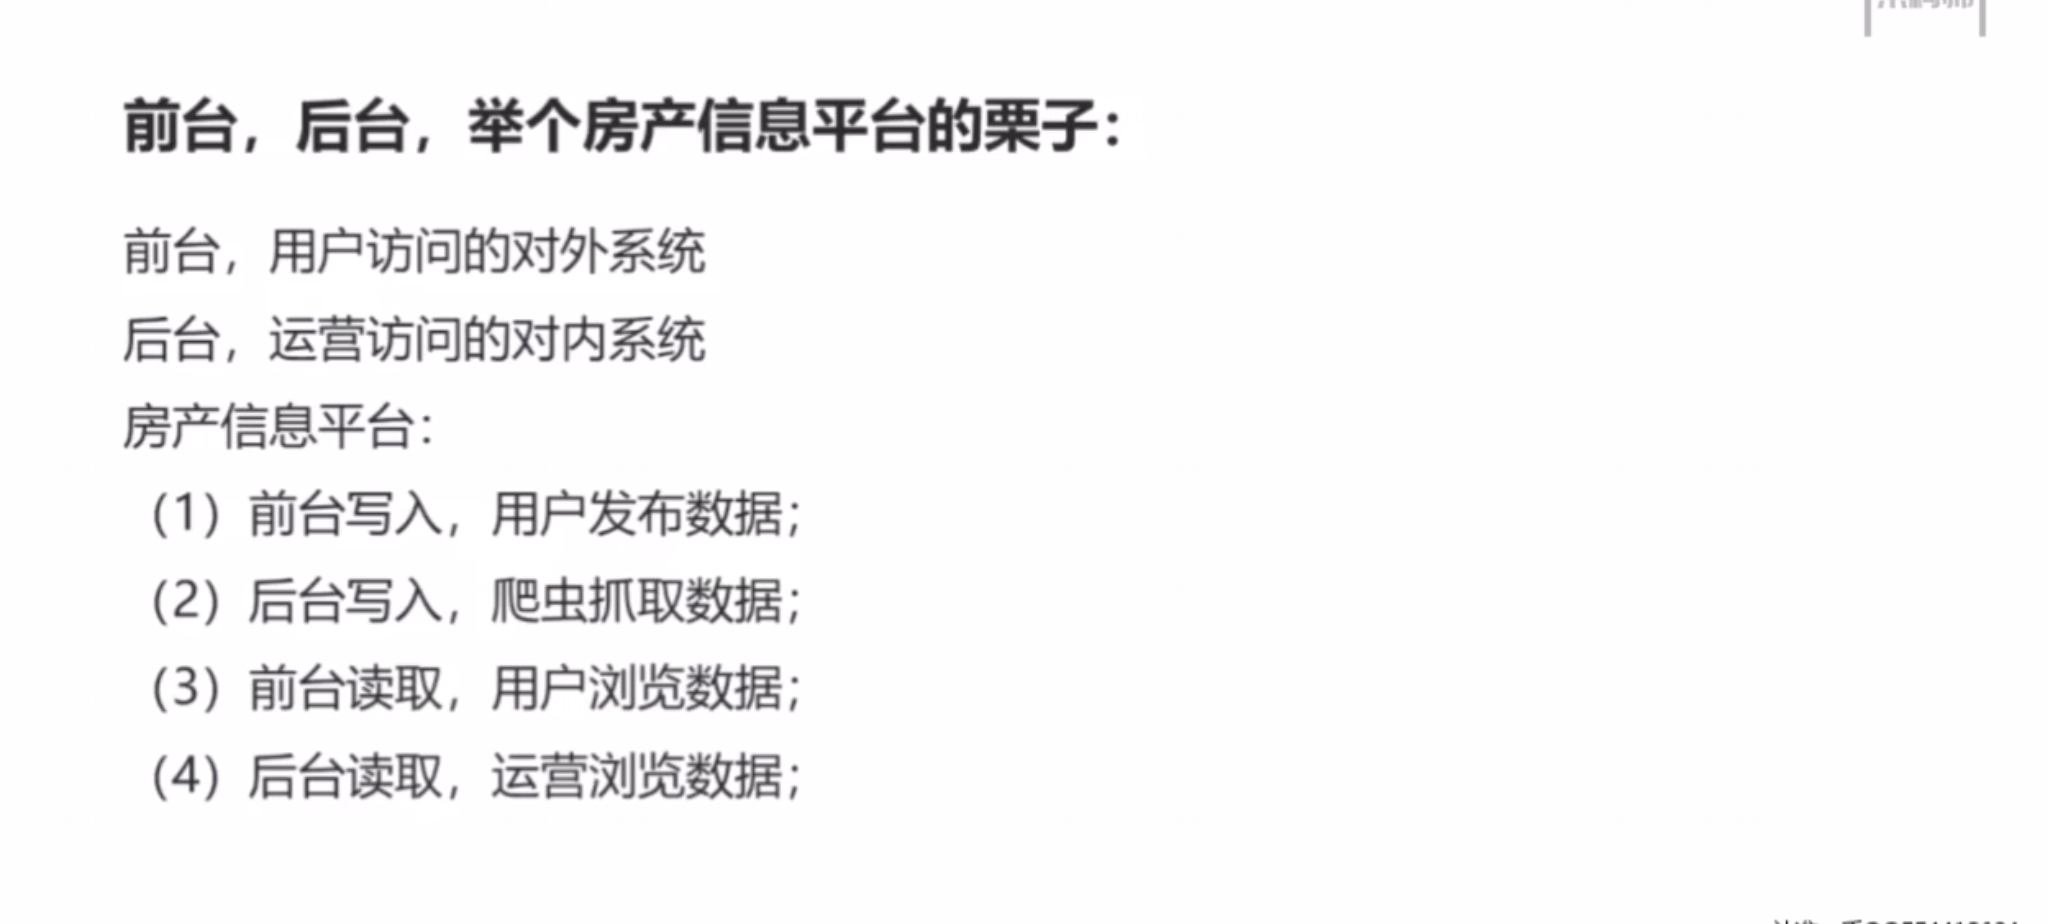 前台，后台，举个房产信息平台的栗子：
前台，用户访问的对外系统
后台，运营访问的对内系统
房产信息平台：
（1）前台写入，用户发布数据；
（2）后台写入，爬虫抓取数据；
（3）前台读取，用户浏览数据；
（4）后台读取，运营浏览数据；